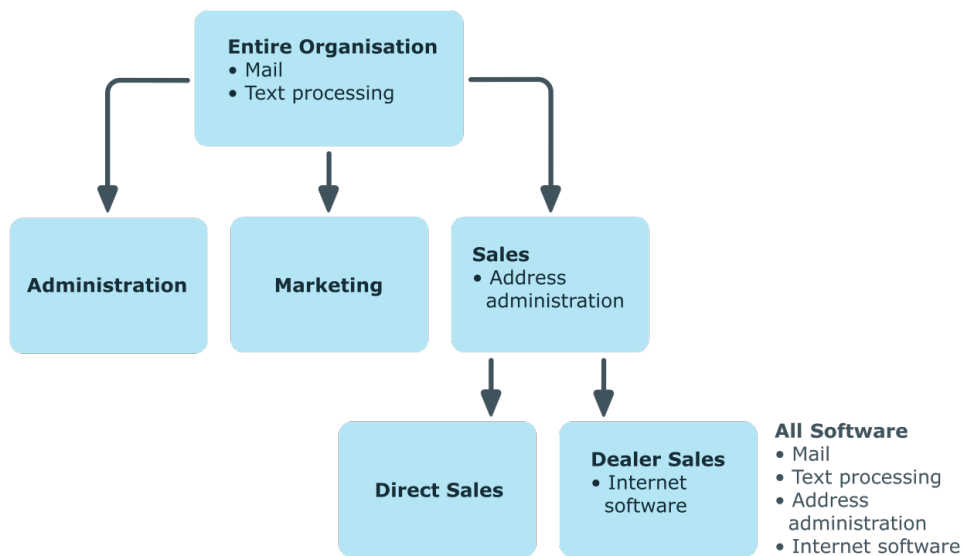 Entire Organisation
• Mail
• Text processing
Administration
Marketing
Sales
• Address
administration
Direct Sales
Dealer Sales
• Internet
software
All Software
• Mail
• Text processing
• Address
administration
• Internet software